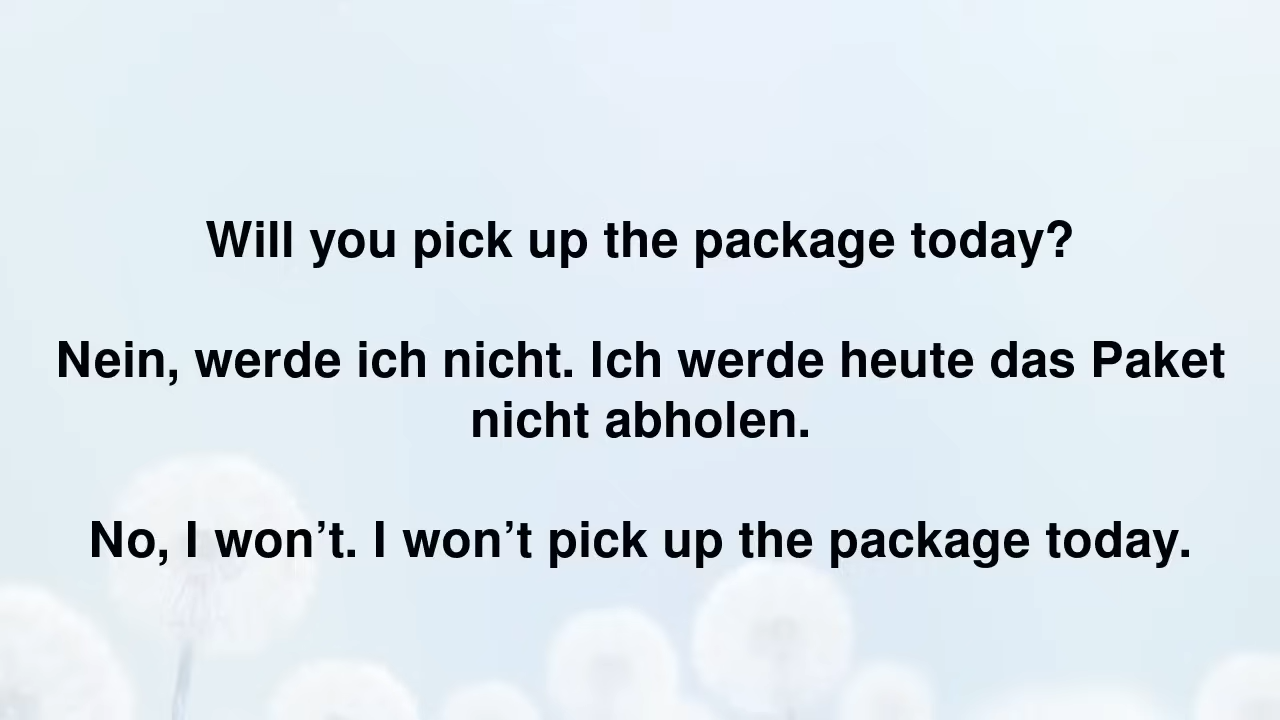 Will you pick up the package today?
Nein, werde ich nicht. Ich werde heute das Paket
nicht abholen.
No, I won’t. I won’t pick up the package today.